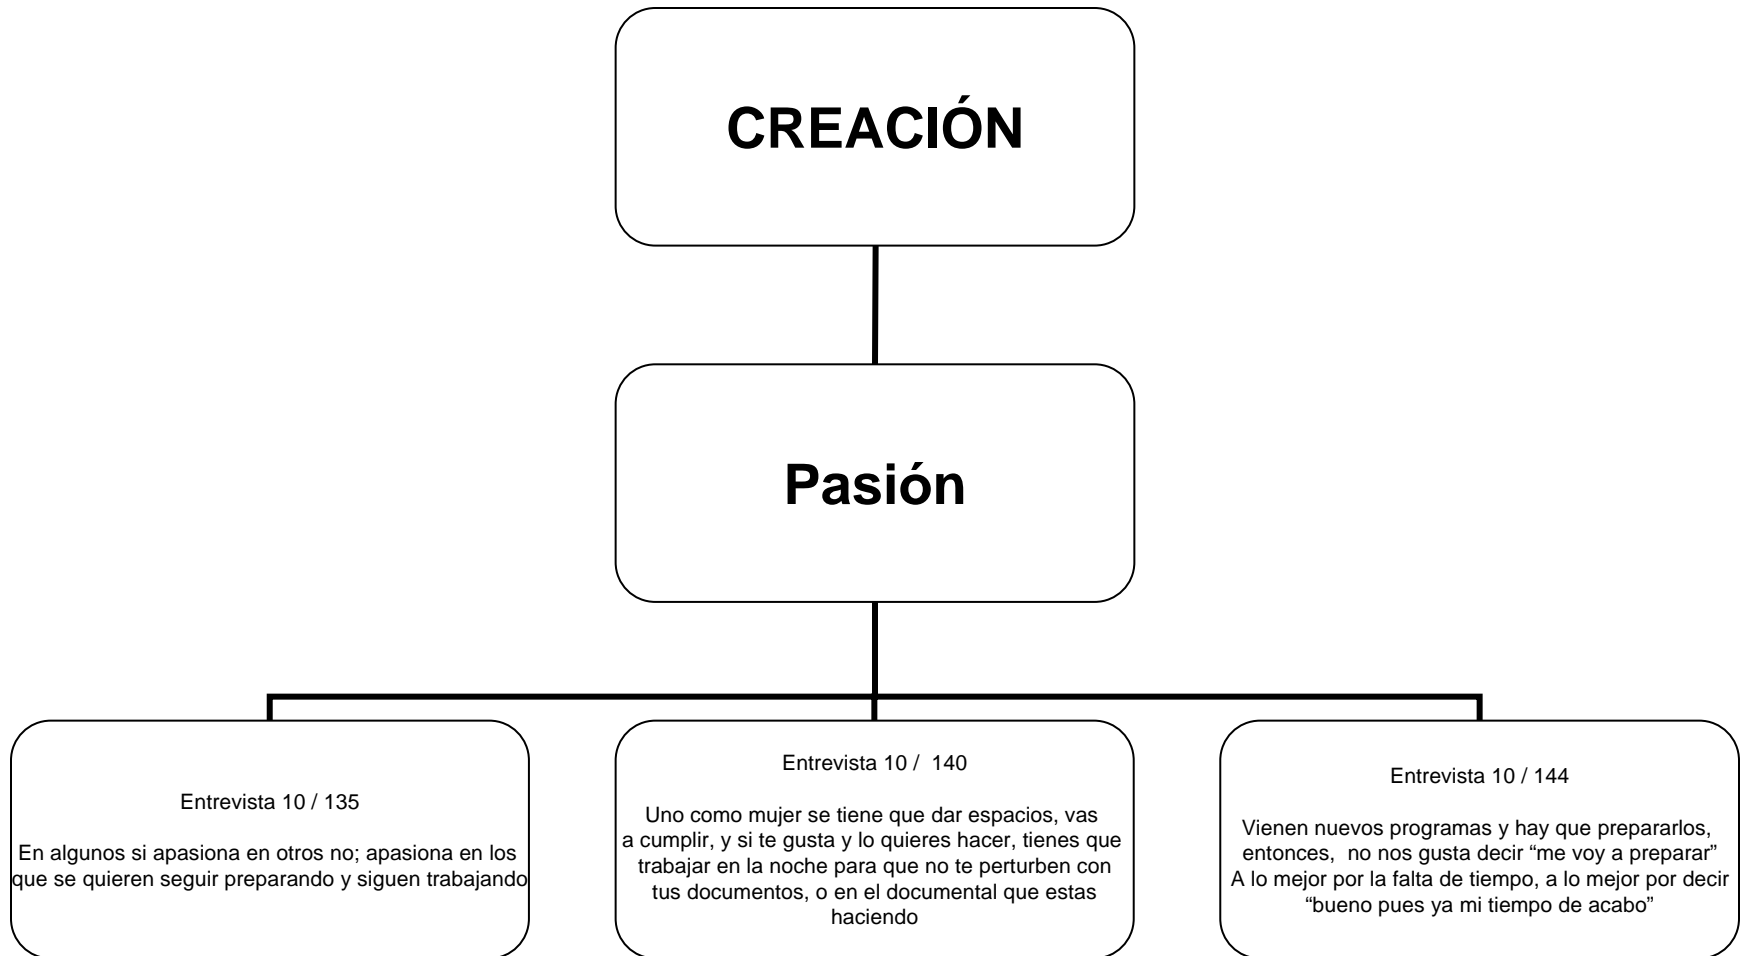 CREACIÓN
Pasión
Entrevista 10 / 135
En algunos si apasiona en otros no; apasiona en los
que se quieren seguir preparando y siguen trabajando
Entrevista 10 /  140
Uno como mujer se tiene que dar espacios, vas
a cumplir, y si te gusta y lo quieres hacer, tienes que
trabajar en la noche para que no te perturben con
tus documentos, o en el documental que estas
haciendo
Entrevista 10 / 144
Vienen nuevos programas y hay que prepararlos,
entonces,  no nos gusta decir “me voy a preparar”
A lo mejor por la falta de tiempo, a lo mejor por decir
“bueno pues ya mi tiempo de acabo”